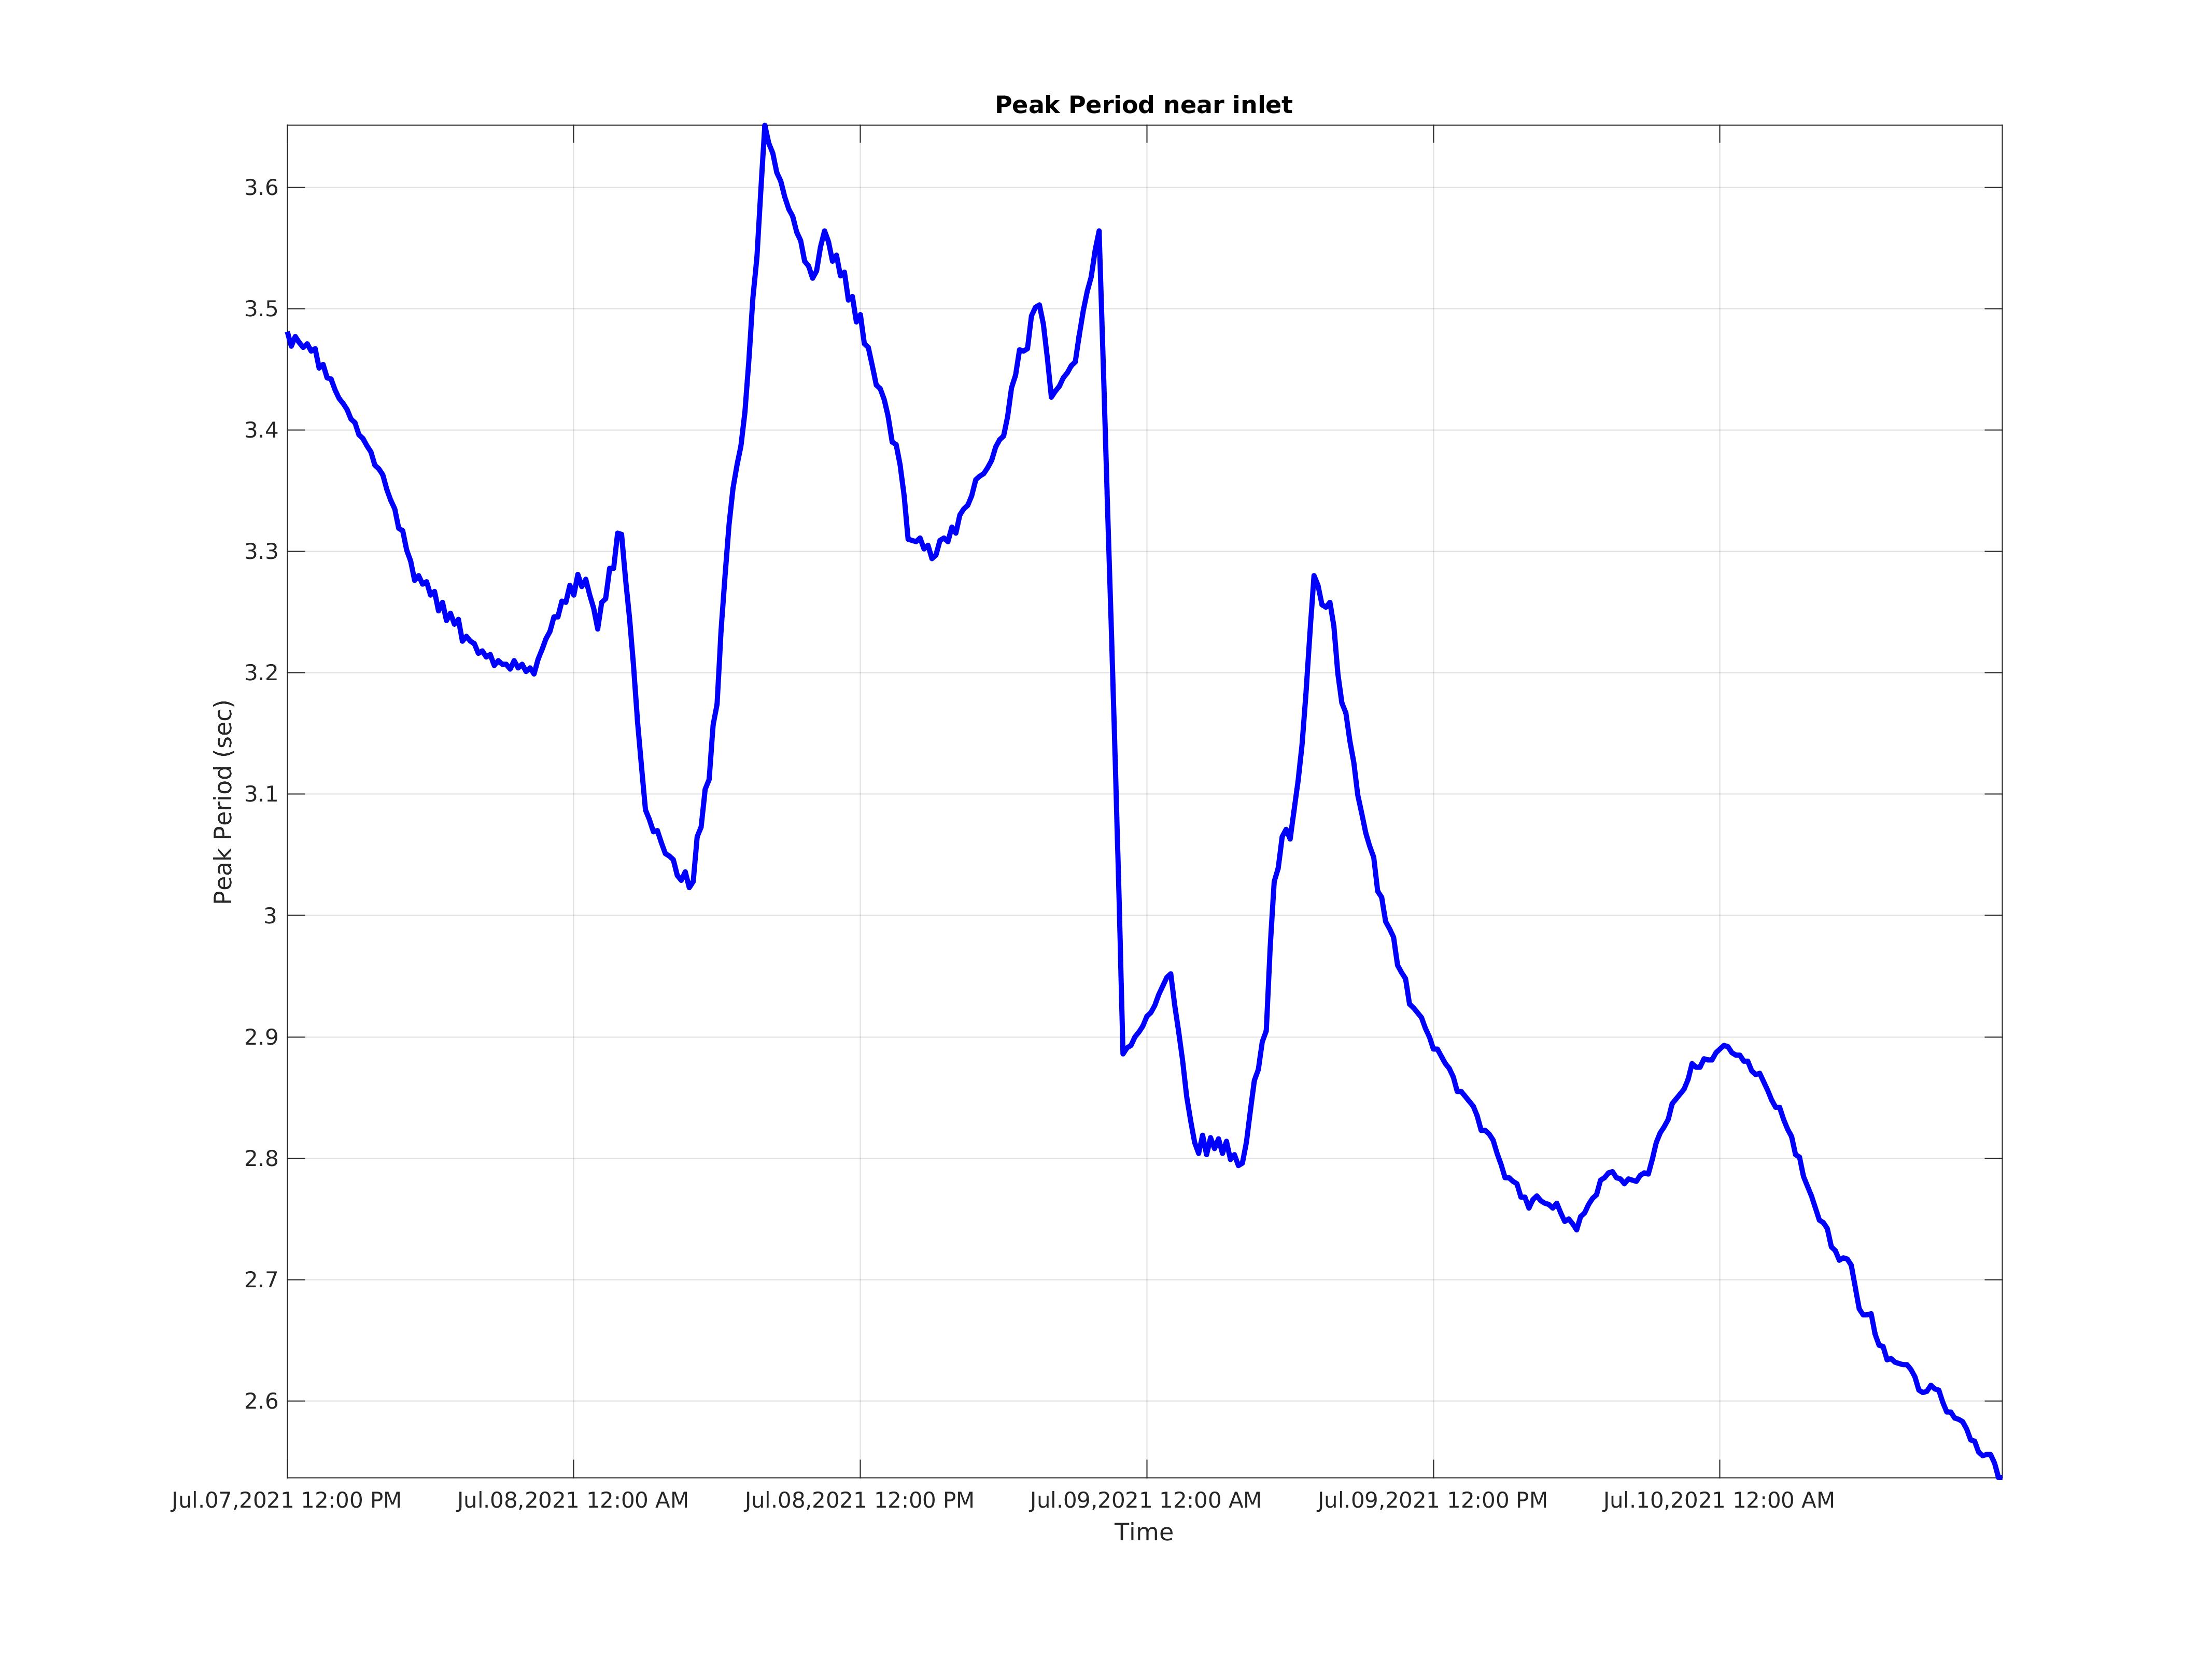 Peak Period near inlet
3.6
3.5
3.4
3.3
3.2
3.1
3
2.9
2.8
2.7
2.6
Peak Period (sec)
Jul.07,2021 12:00 PM Jul.08,2021 12:00 AM Jul.08,2021 12:00 PM Jul.09,2021 12:00 AM Jul.09,2021 12:00 PM Jul.10,2021 12:00 AM
Time